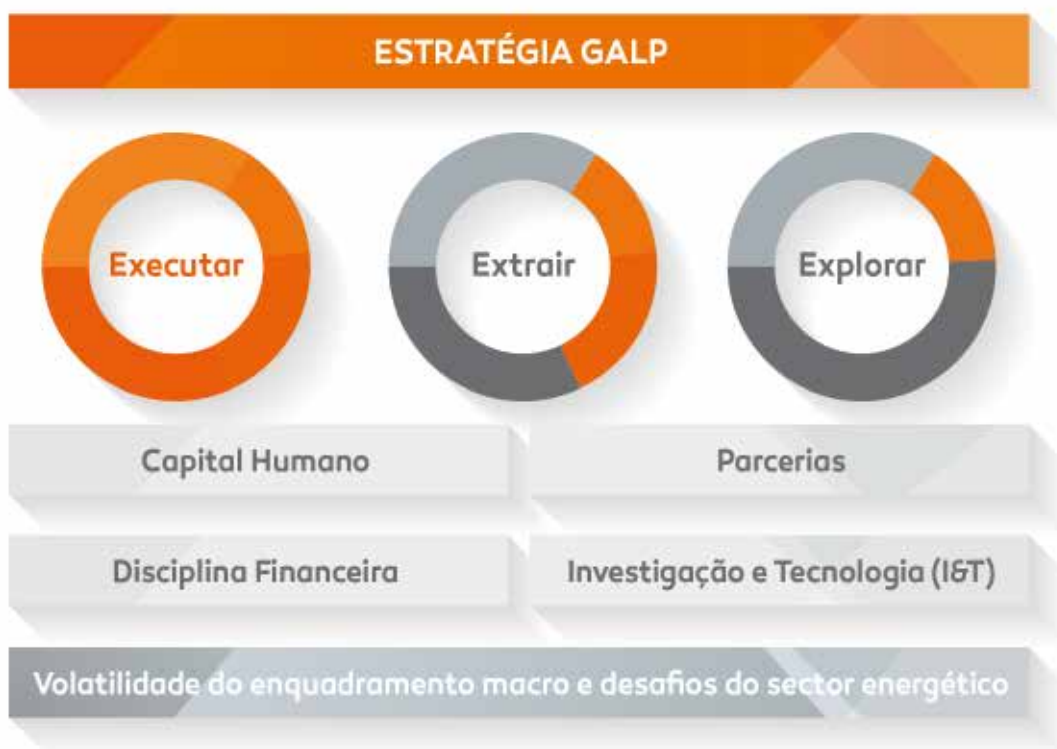 ESTRATÉGIA GALP
Executar
Extrair
Explorar
Capital Humano
Parcerias
Disciplina Financeira
Investigação e Tecnologia (I&T)
Volatilidade do enquadramento macro e desafios do sector energético